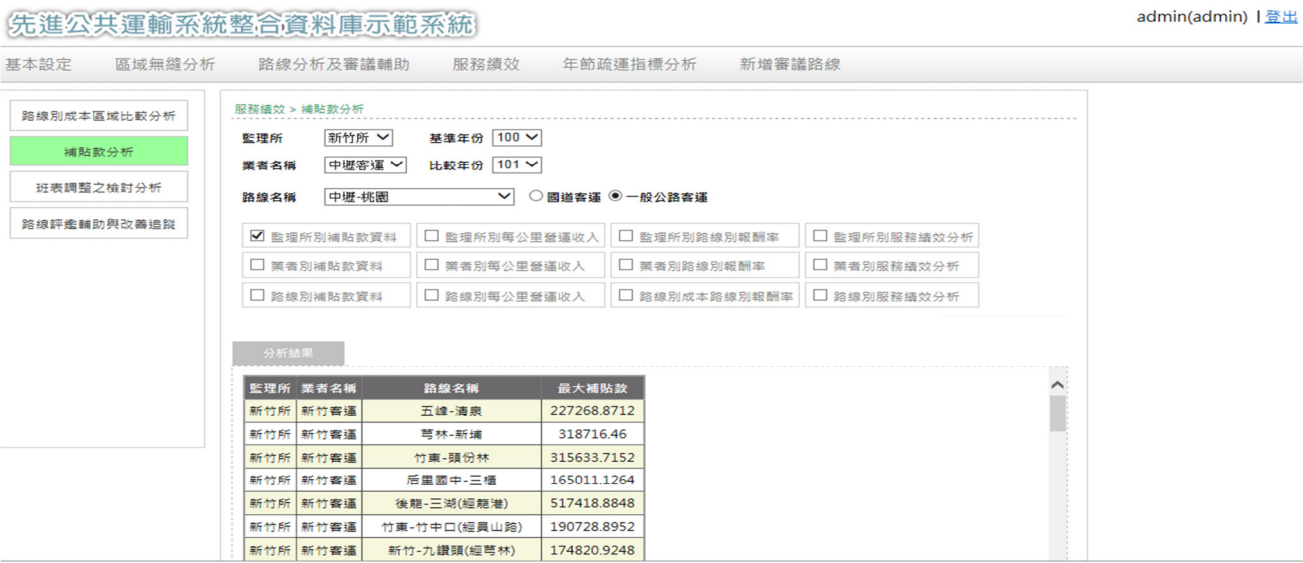 先進公共運輸系統整合資料庫示範系統
admin(admin) | 登出
基本設定 區域無縫分析 路線分析及審議輔助 服務績效 年節疏運指標分析 新增審議路線
路線別成本區域比較分析
補貼款分析
班表調整之檢討分析
路線評鑑輔助與改善追蹤
服務績效 > 補貼款分析
監理所 新竹所 基準年份 100
業者名稱 中壢客運 比較年份 101
路線名稱 中壢-桃園 國道客運 一般公路客運
監理所別補貼款資料 監理所別每公里營運收入 監理所別路線別報酬率 監理所別服務績效分析
業者別補貼款資料 業者別每公里營運收入 業者別路線別報酬率 業者別服務績效分析
路線別補貼款資料 路線別每公里營運收入 路線別成本路線別報酬率 路線別服務績效分析
分析結果
監理所 業者名稱 路線名稱 最大補貼款
新竹所 新竹客運 五峰-清泉 227268.8712
新竹所 新竹客運 芎林-新埔 318716.46
新竹所 新竹客運 竹東-頭份林 315633.7152
新竹所 新竹客運 后里國中-三櫃 165011.1264
新竹所 新竹客運 後龍-三湖(經龍港) 517418.8848
新竹所 新竹客運 竹東-竹中口(經員山路) 190728.8952
新竹所 新竹客運 新竹-九讚頭(經芎林) 174820.9248